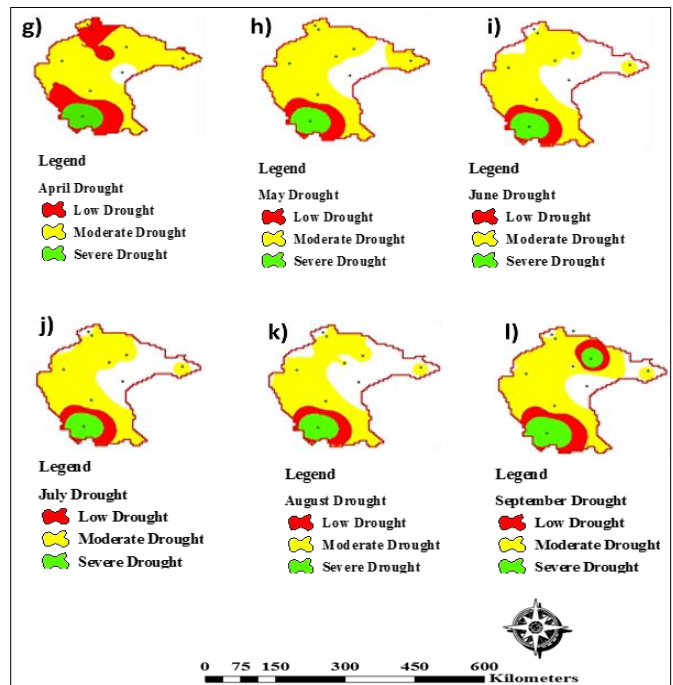 g)
Legend
April Drought
Low Drought
Moderate Drought
Severe Drought
h)
Legend
May Drought
Low Drought
Moderate Drought
Severe Drought
i)
Legend
June Drought
Low Drought
Moderate Drought
Severe Drought
j)
Legend
July Drought
Low Drought
Moderate Drought
Severe Drought
k)
Legend
August Drought
Low Drought
Moderate Drought
Severe Drought
l)
Legend
September Drought
Low Drought
Moderate Drought
Severe Drought
0 75 150 300 450 600
Kilometers